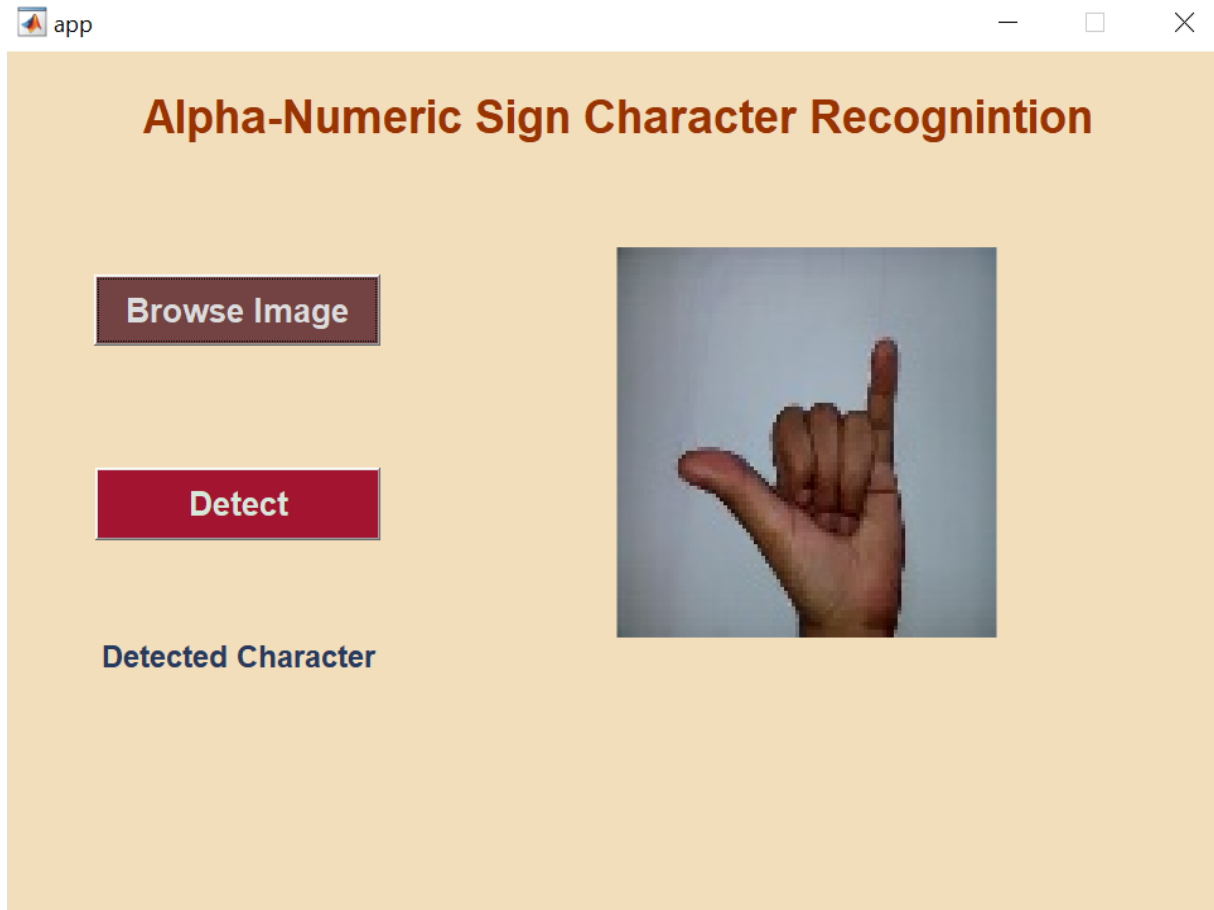 app
Alpha-Numeric Sign Character Recognintion
Browse Image
Detect
Detected Character